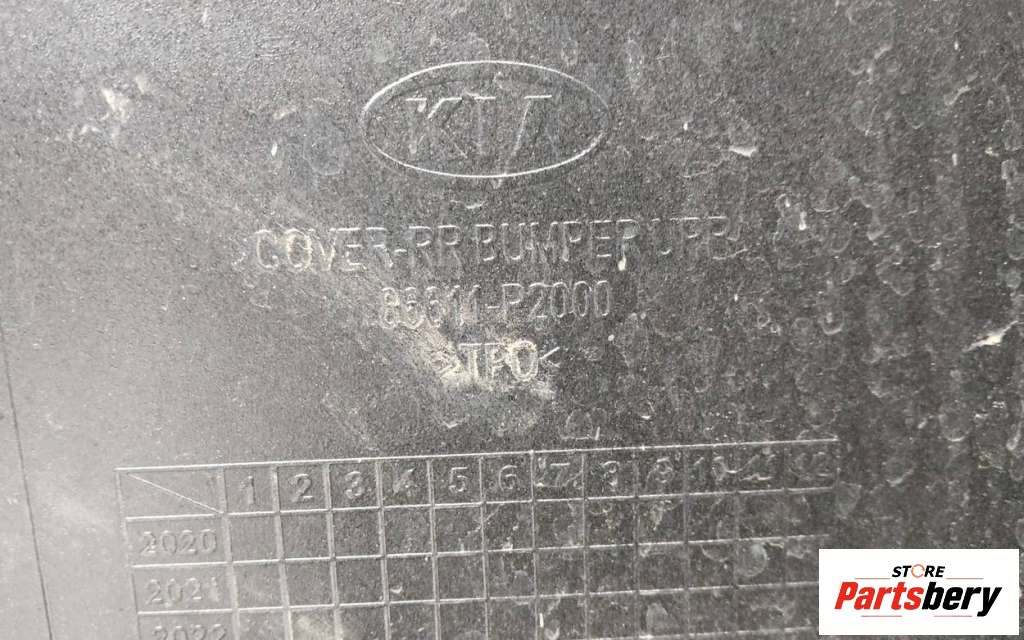 KIA
COVER-RR BUMPER UPR
86611-P2000
>TPO<
1 2 3 4 5 6 7 8 9 10 11 12
2020
2021
2022
STORE
Partsbery